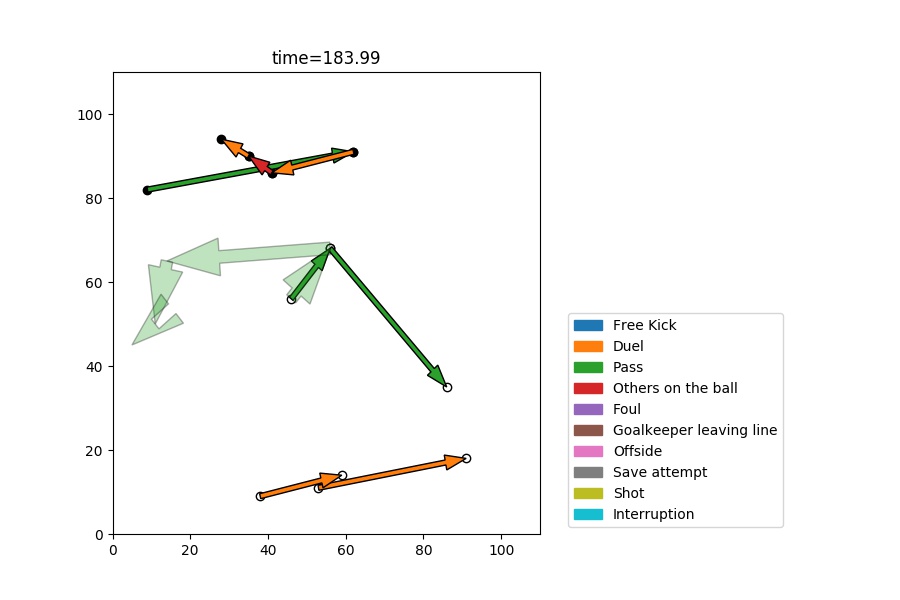 time=183.99
100
80
60
40
20
0
0 20 40 60 80 100
Free Kick
Duel
Pass
Others on the ball
Foul
Goalkeeper leaving line
Offside
Save attempt
Shot
Interruption